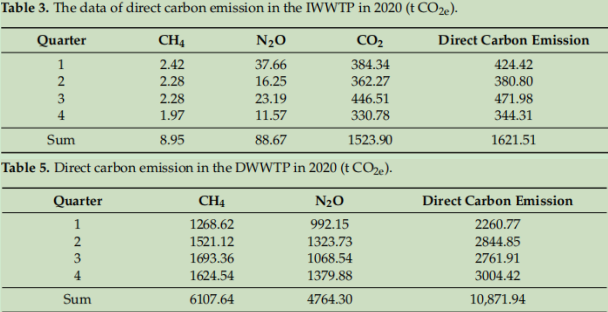 Table 3. The data of direct carbon emission in the IWWTP in 2020 (t CO2e).
Quarter CH4 N2O CO2 Direct Carbon Emission
1 2.42 37.66 384.34 424.42
2 2.28 16.25 362.27 380.80
3 2.28 23.19 446.51 471.98
4 1.97 11.57 330.78 344.31
Sum 8.95 88.67 1523.90 1621.51
Table 5. Direct carbon emission in the DWWTP in 2020 (t CO2e).
Quarter CH4 N2O Direct Carbon Emission
1 1268.62 992.15 2260.77
2 1521.12 1323.73 2844.85
3 1693.36 1068.54 2761.91
4 1624.54 1379.88 3004.42
Sum 6107.64 4764.30 10,871.94